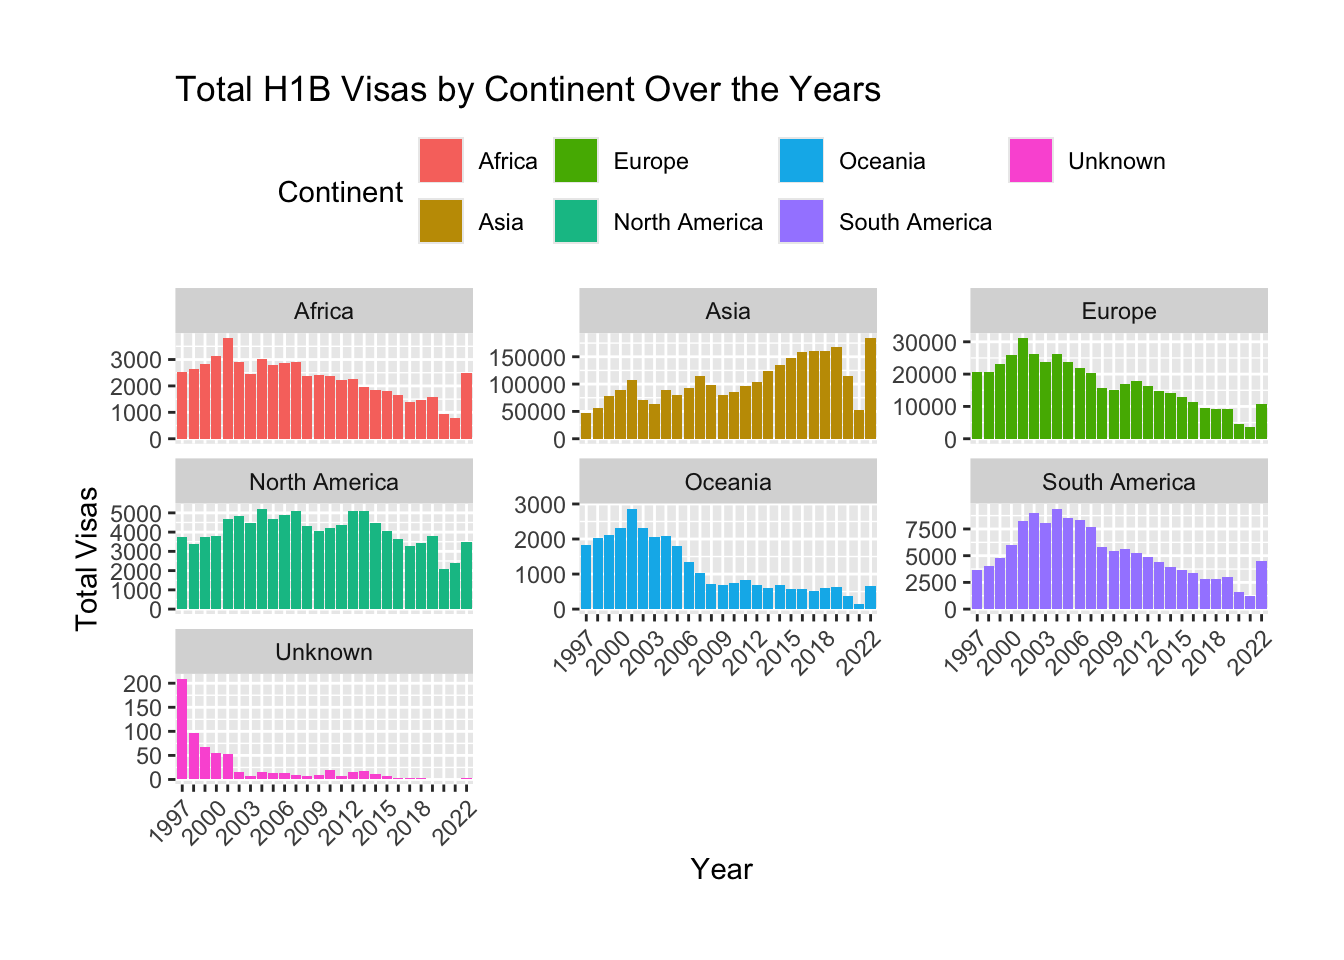 Total H1B Visas by Continent Over the Years
Continent
Africa
Europe
Oceania
Unknown
Asia
North America
South America
Africa
3000
2000
1000
0
Asia
150000
100000
50000
0
Europe
30000
20000
10000
0
Total Visas
North America
5000
4000
3000
2000
1000
0
Oceania
3000
2000
1000
0
1997 2000 2003 2006 2009 2012 2015 2018 2022
South America
7500
5000
2500
0
1997 2000 2003 2006 2009 2012 2015 2018 2022
Unknown
200
150
100
50
0
1997 2000 2003 2006 2009 2012 2015 2018 2022
Year